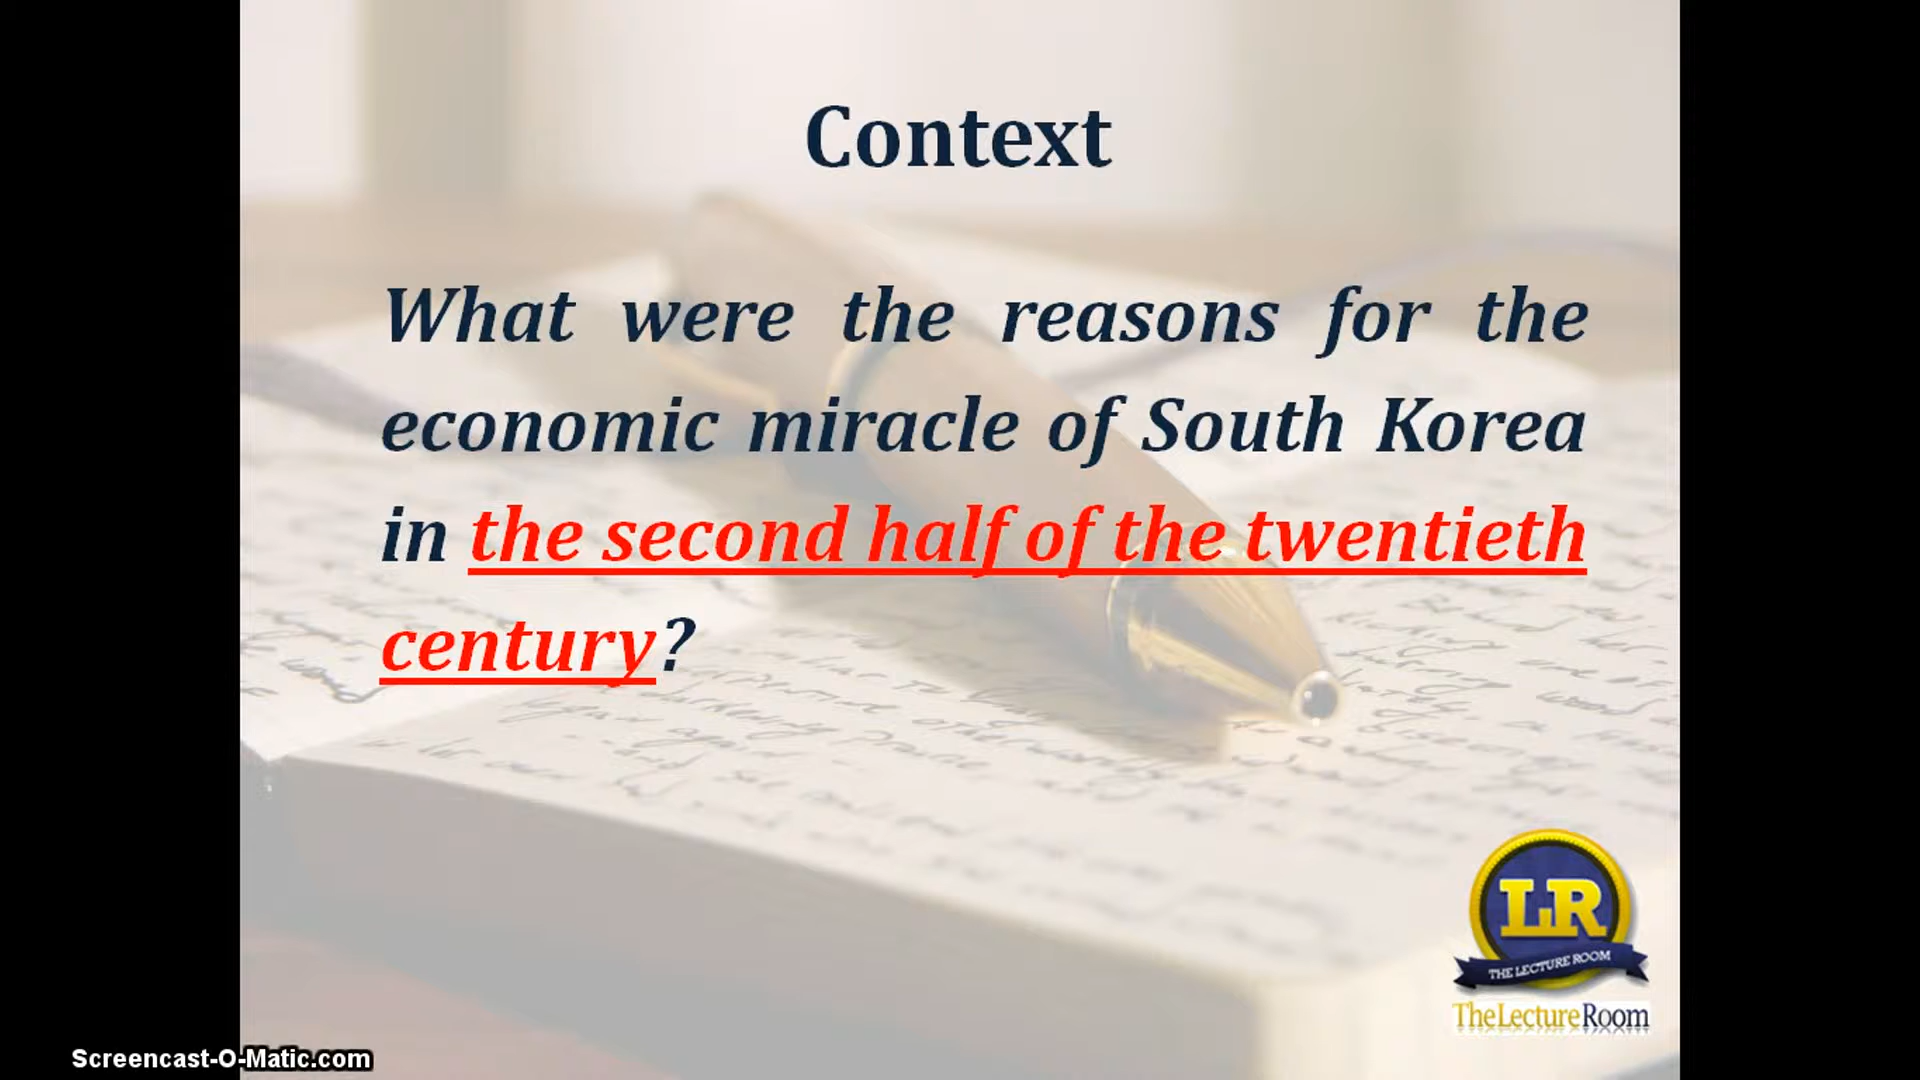 Context
What were the reasons for the
economic miracle of South Korea
in the second half of the twentieth
century?
LR
THE LECTURE ROOM
TheLectureRoom
Screencast-O-Matic.com